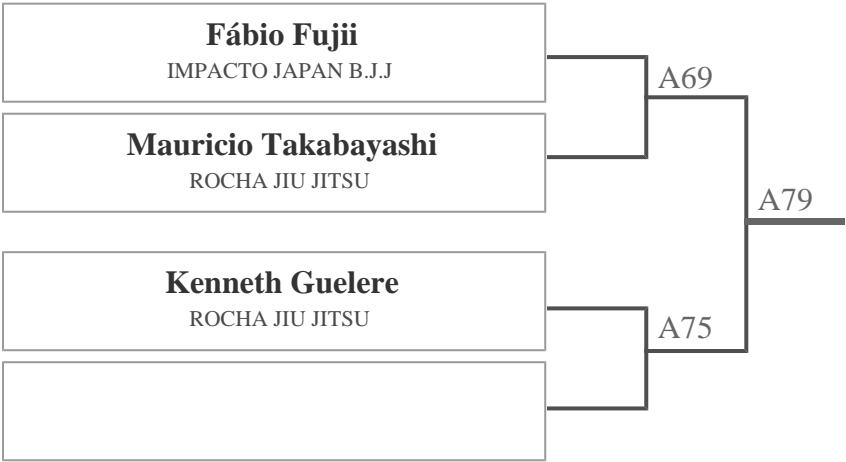 Fábio Fujii
IMPACTO JAPAN B.J.J
A69
Mauricio Takabayashi
ROCHA JIU JITSU
A79
Kenneth Guelere
ROCHA JIU JITSU
A75